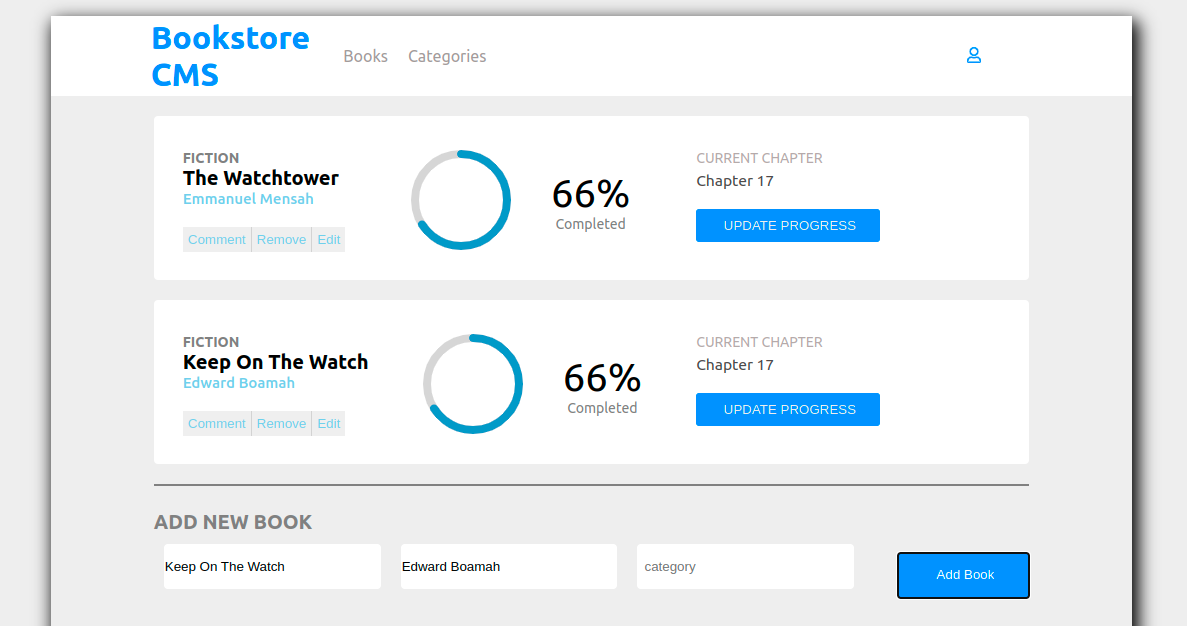 Bookstore
CMS
Books Categories
FICTION
The Watchtower
Emmanuel Mensah
Comment Remove Edit
66%
Completed
CURRENT CHAPTER
Chapter 17
UPDATE PROGRESS
FICTION
Keep On The Watch
Edward Boamah
Comment Remove Edit
66%
Completed
CURRENT CHAPTER
Chapter 17
UPDATE PROGRESS
ADD NEW BOOK
Keep On The Watch Edward Boamah category Add Book